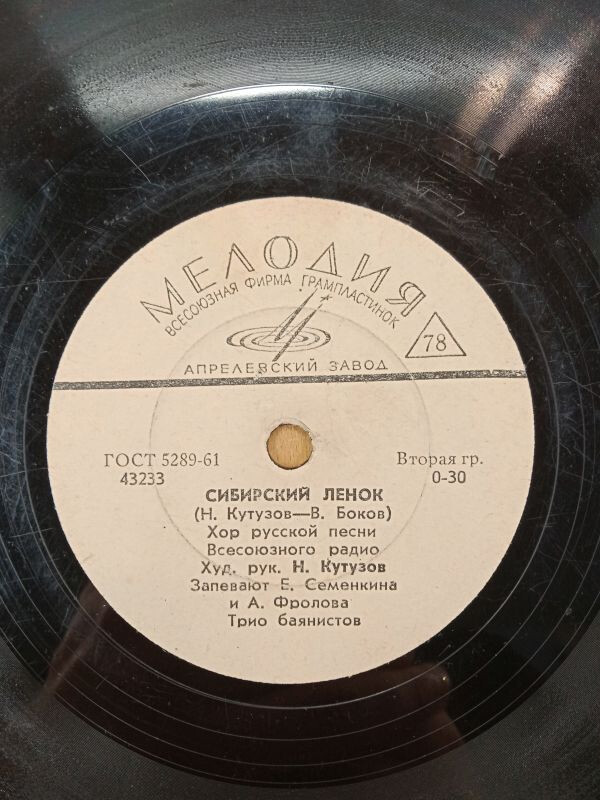 МЕЛОДИЯ
ВСЕСОЮЗНАЯ ФИРМА ГРАМПЛАСТИНОК
78
АПРЕЛЕВСКИЙ ЗАВОД
ГОСТ 5289-61
43233
Вторая гр.
0-30
СИБИРСКИЙ ЛЕНОК
(Н. Кутузов—В. Боков)
Хор русской песни
Всесоюзного радио
Худ. рук. Н. Кутузов
Запевают Е. Семенкина
и А. Фролова
Трио баянистов